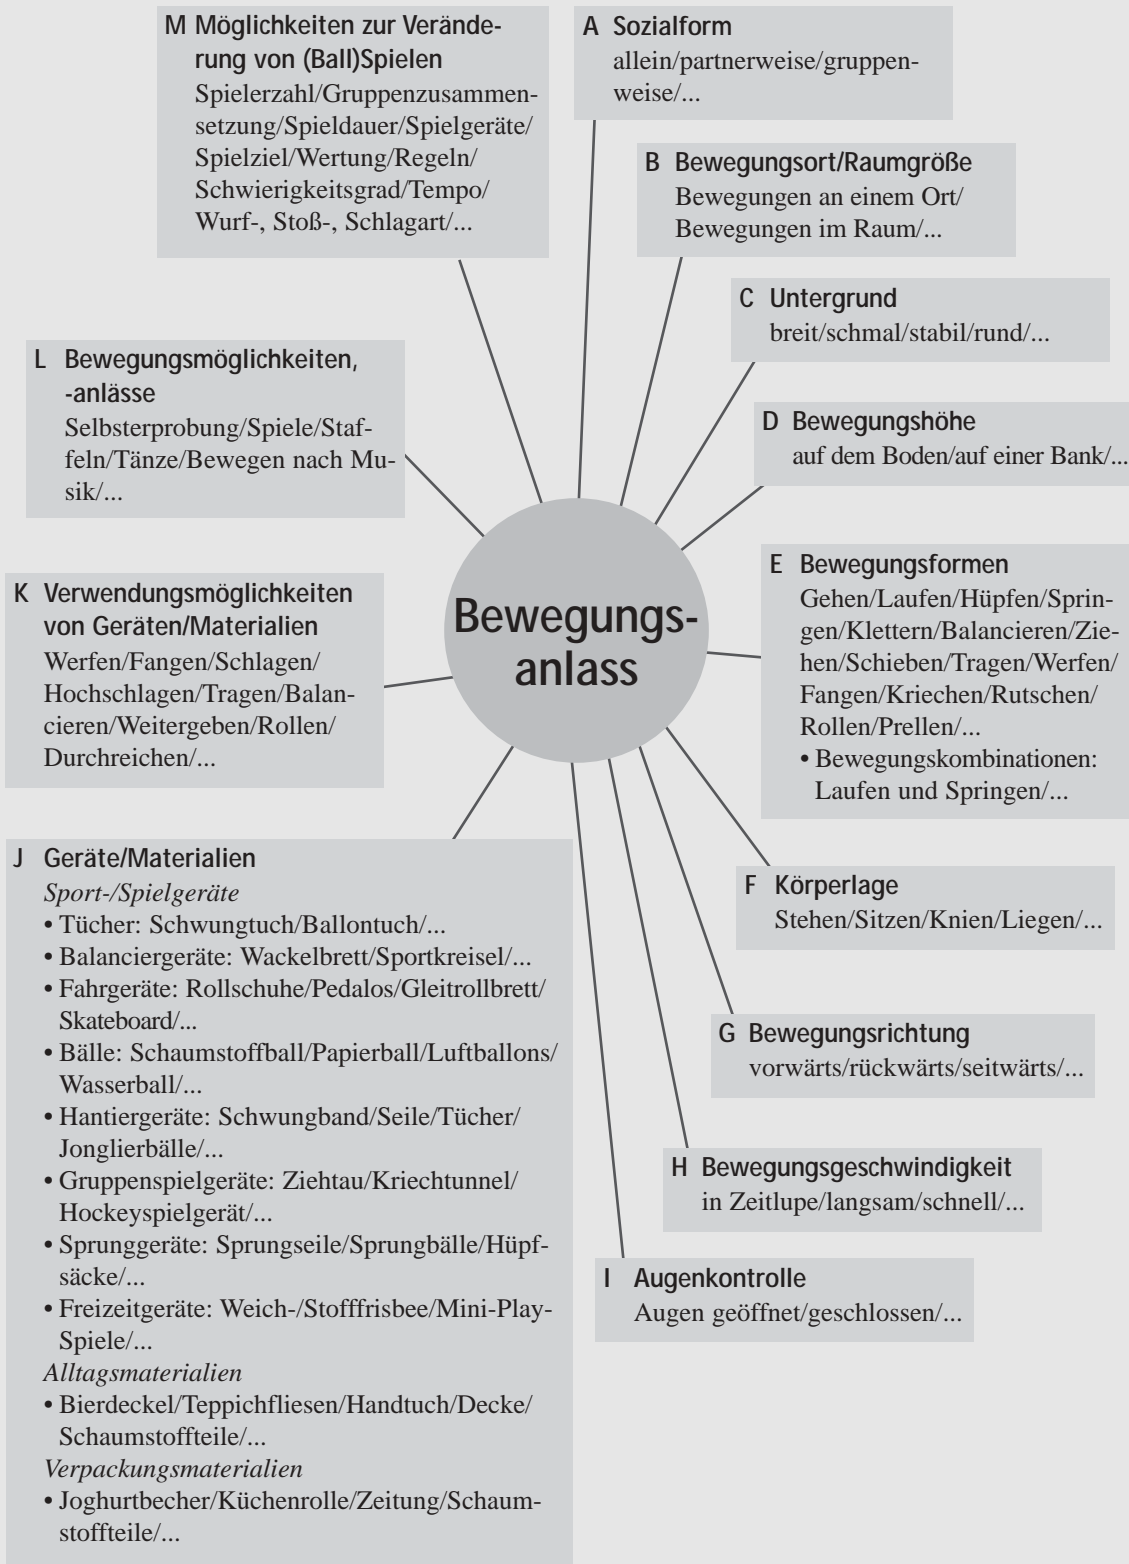 M Möglichkeiten zur Verände-
rung von (Ball)Spielen
Spielerzahl/Gruppenzusammen-
setzung/Spieldauer/Spielgeräte/
Spielziel/Wertung/Regeln/
Schwierigkeitsgrad/Tempo/
Wurf-, Stoß-, Schlagart/...
A Sozialform
allein/partnerweise/gruppen-
weise/...
B Bewegungsort/Raumgröße
Bewegungen an einem Ort/
Bewegungen im Raum/...
C Untergrund
breit/schmal/stabil/rund/...
D Bewegungshöhe
auf dem Boden/auf einer Bank/...
E Bewegungsformen
Gehen/Laufen/Hüpfen/Sprin-
gen/Klettern/Balancieren/Zie-
hen/Schieben/Tragen/Werfen/
Fangen/Kriechen/Rutschen/
Rollen/Prellen/...
• Bewegungskombinationen:
Laufen und Springen/...
F Körperlage
Stehen/Sitzen/Knien/Liegen/...
G Bewegungsrichtung
vorwärts/rückwärts/seitwärts/...
H Bewegungsgeschwindigkeit
in Zeitlupe/langsam/schnell/...
I Augenkontrolle
Augen geöffnet/geschlossen/...
L Bewegungsmöglichkeiten,
-anlässe
Selbsterprobung/Spiele/Staf-
feln/Tänze/Bewegen nach Mu-
sik/...
K Verwendungsmöglichkeiten
von Geräten/Materialien
Werfen/Fangen/Schlagen/
Hochschlagen/Tragen/Balan-
cieren/Weitergeben/Rollen/
Durchreichen/...
Bewegungs-
anlass
J Geräte/Materialien
Sport-/Spielgeräte
• Tücher: Schwungtuch/Ballontuch/...
• Balanciergeräte: Wackelbrett/Sportkreisel/...
• Fahrgeräte: Rollschuhe/Pedalos/Gleitrollbrett/
Skateboard/...
• Bälle: Schaumstoffball/Papierball/Luftballons/
Wasserball/...
• Hantiergeräte: Schwungband/Seile/Tücher/
Jonglierbälle/...
• Gruppenspielgeräte: Ziehtau/Kriechtunnel/
Hockeyspielgerät/...
• Sprunggeräte: Sprungseile/Sprungbälle/Hüpf-
säcke/...
• Freizeitgeräte: Weich-/Stofffrisbee/Mini-Play-
Spiele/...
Alltagsmaterialien
• Bierdeckel/Teppichfliesen/Handtuch/Decke/
Schaumstoffteile/...
Verpackungsmaterialien
• Joghurtbecher/Küchenrolle/Zeitung/Schaum-
stoffteile/...